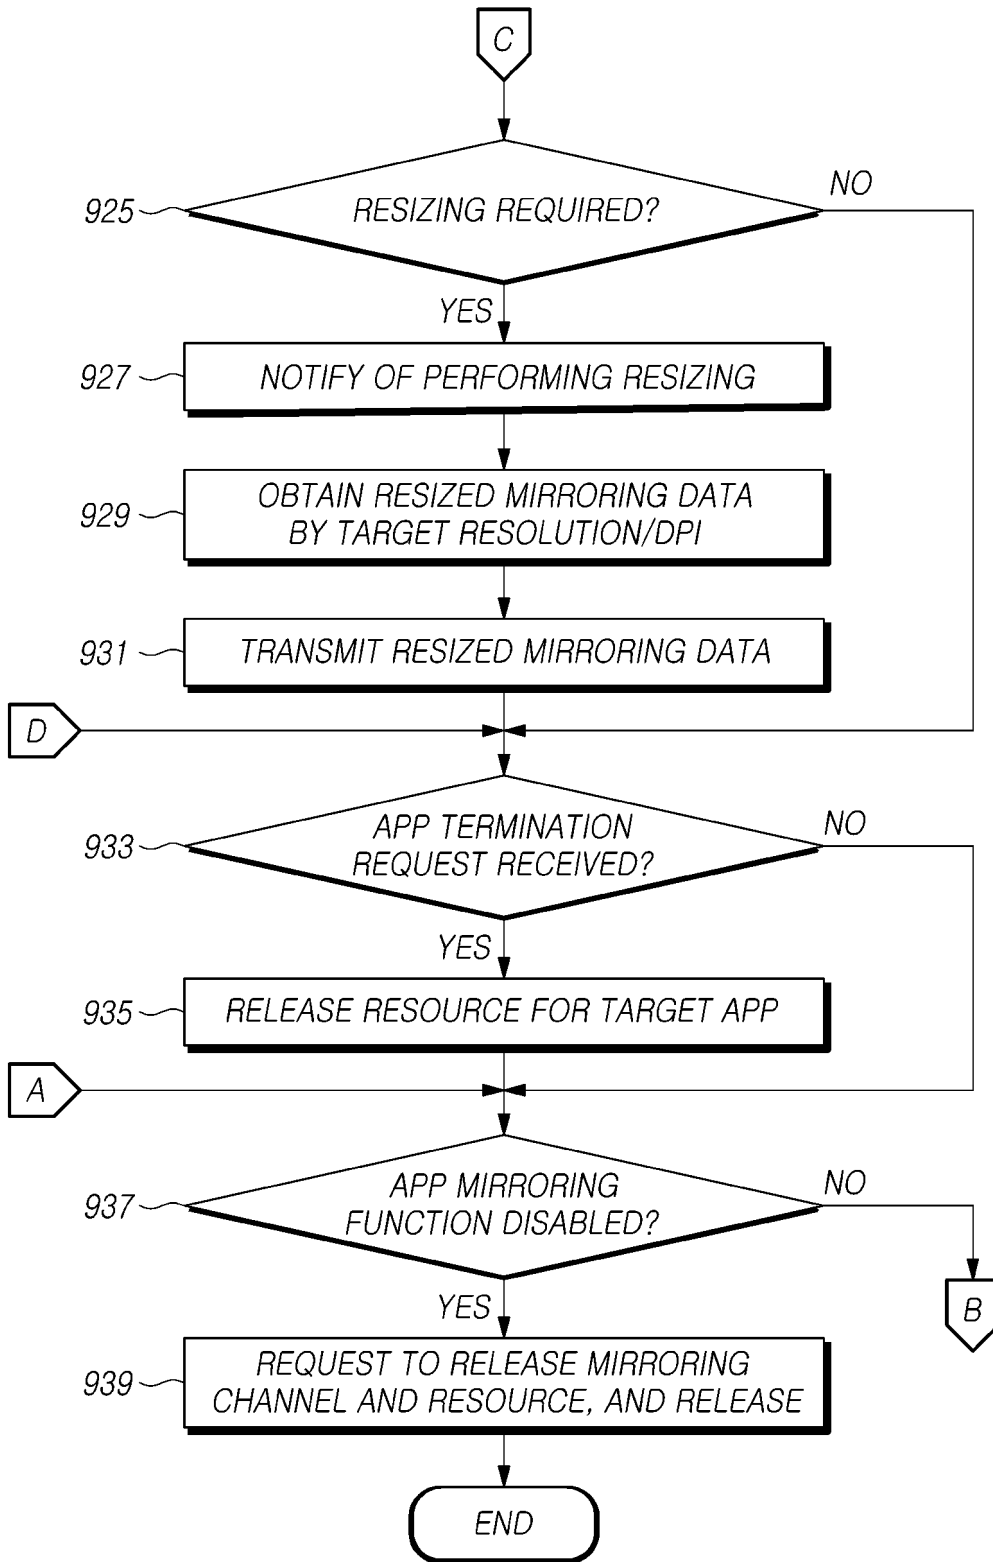 C
925
RESIZING REQUIRED?
NO
YES
927
NOTIFY OF PERFORMING RESIZING
929
OBTAIN RESIZED MIRRORING DATA
BY TARGET RESOLUTION/DPI
931
TRANSMIT RESIZED MIRRORING DATA
D
933
APP TERMINATION
REQUEST RECEIVED?
NO
YES
935
RELEASE RESOURCE FOR TARGET APP
A
937
APP MIRRORING
FUNCTION DISABLED?
NO
B
YES
939
REQUEST TO RELEASE MIRRORING
CHANNEL AND RESOURCE, AND RELEASE
END